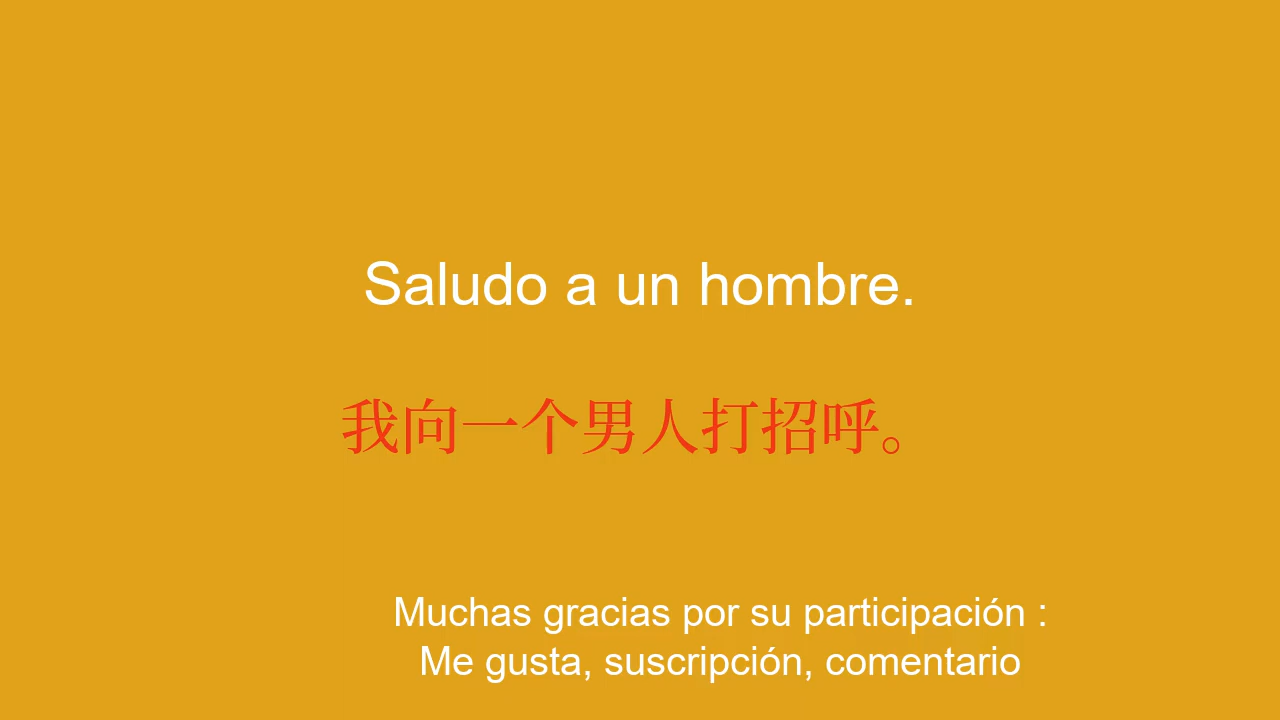 Saludo a un hombre.
我向一个男人打招呼。
Muchas gracias por su participación :
Me gusta, suscripción, comentario